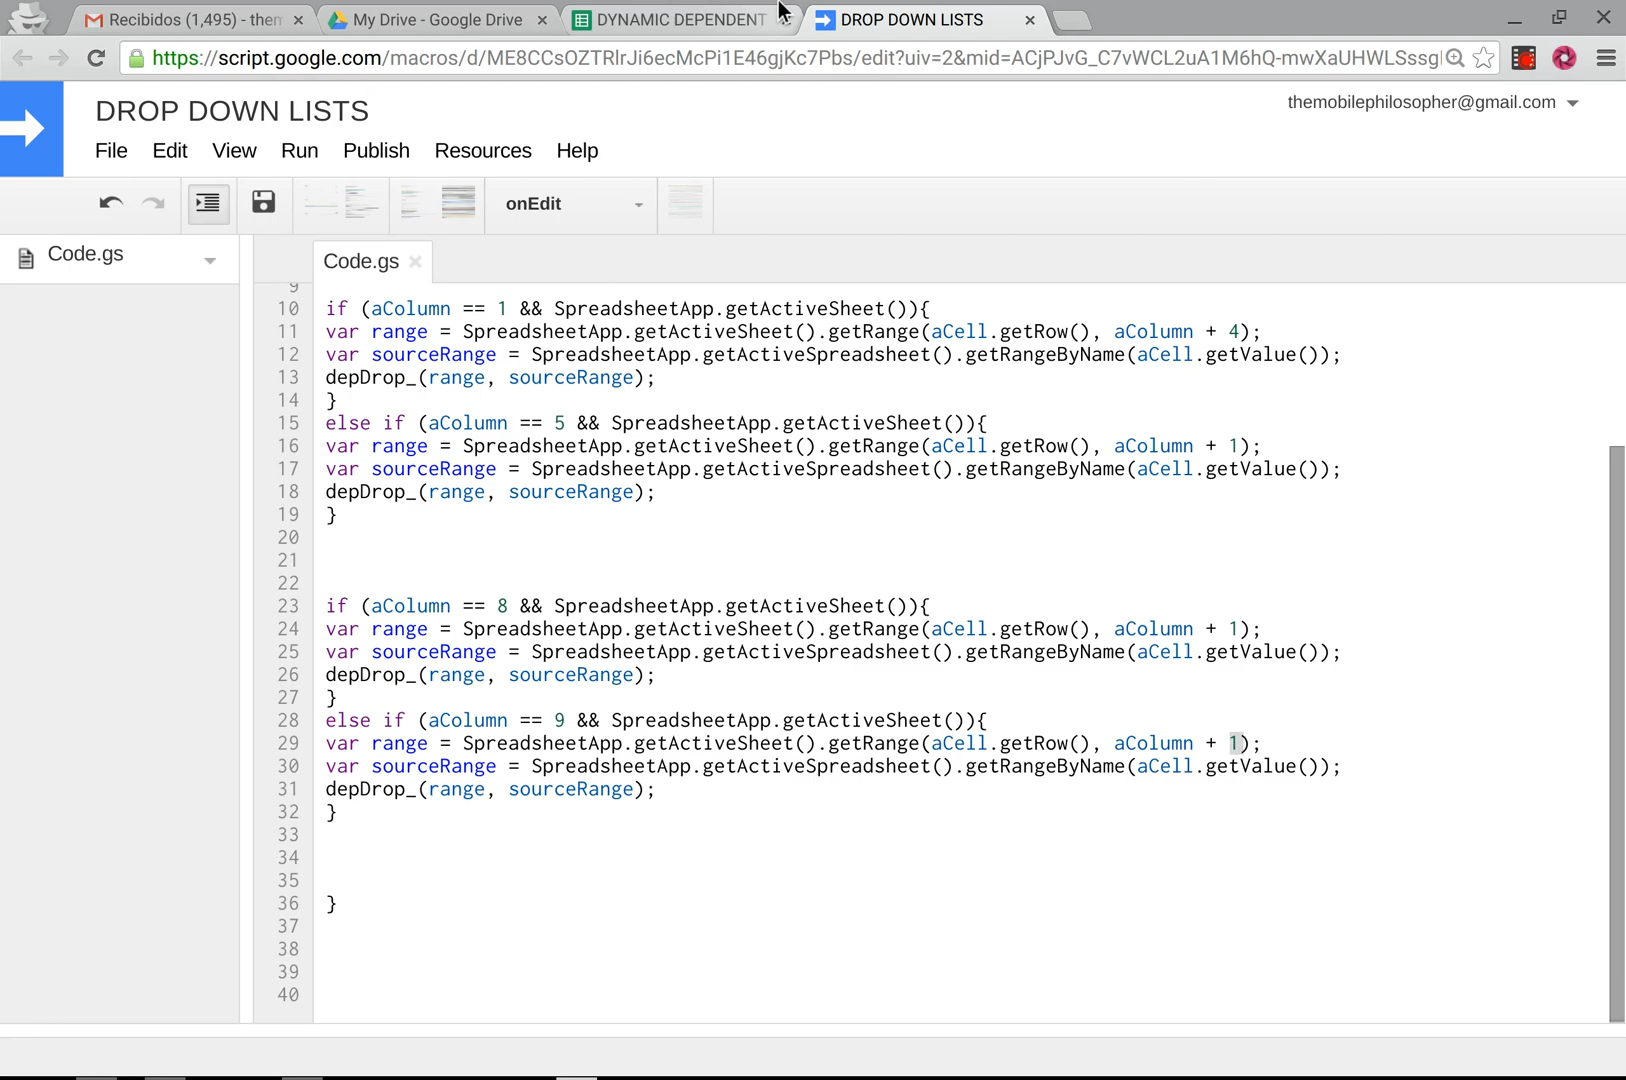 Recibidos (1,495) - them
My Drive - Google Drive
DYNAMIC DEPENDENT
DROP DOWN LISTS
https://script.google.com/macros/d/ME8CCsOZTRlrJi6ecMcPi1E46gjKc7Pbs/edit?uiv=2&mid=ACjPJvG_C7vWCL2uA1M6hQ-mwXaUHWLSssgl
DROP DOWN LISTS
themobilephilosopher@gmail.com
File Edit View Run Publish Resources Help
onEdit
Code.gs
Code.gs
9
10 if (aColumn == 1 && SpreadsheetApp.getActiveSheet()){
11 var range = SpreadsheetApp.getActiveSheet().getRange(aCell.getRow(), aColumn + 4);
12 var sourceRange = SpreadsheetApp.getActiveSpreadsheet().getRangeByName(aCell.getValue());
13 depDrop_(range, sourceRange);
14 }
15 else if (aColumn == 5 && SpreadsheetApp.getActiveSheet()){
16 var range = SpreadsheetApp.getActiveSheet().getRange(aCell.getRow(), aColumn + 1);
17 var sourceRange = SpreadsheetApp.getActiveSpreadsheet().getRangeByName(aCell.getValue());
18 depDrop_(range, sourceRange);
19 }
20
21
22
23 if (aColumn == 8 && SpreadsheetApp.getActiveSheet()){
24 var range = SpreadsheetApp.getActiveSheet().getRange(aCell.getRow(), aColumn + 1);
25 var sourceRange = SpreadsheetApp.getActiveSpreadsheet().getRangeByName(aCell.getValue());
26 depDrop_(range, sourceRange);
27 }
28 else if (aColumn == 9 && SpreadsheetApp.getActiveSheet()){
29 var range = SpreadsheetApp.getActiveSheet().getRange(aCell.getRow(), aColumn + 1);
30 var sourceRange = SpreadsheetApp.getActiveSpreadsheet().getRangeByName(aCell.getValue());
31 depDrop_(range, sourceRange);
32 }
33
34
35
36 }
37
38
39
40